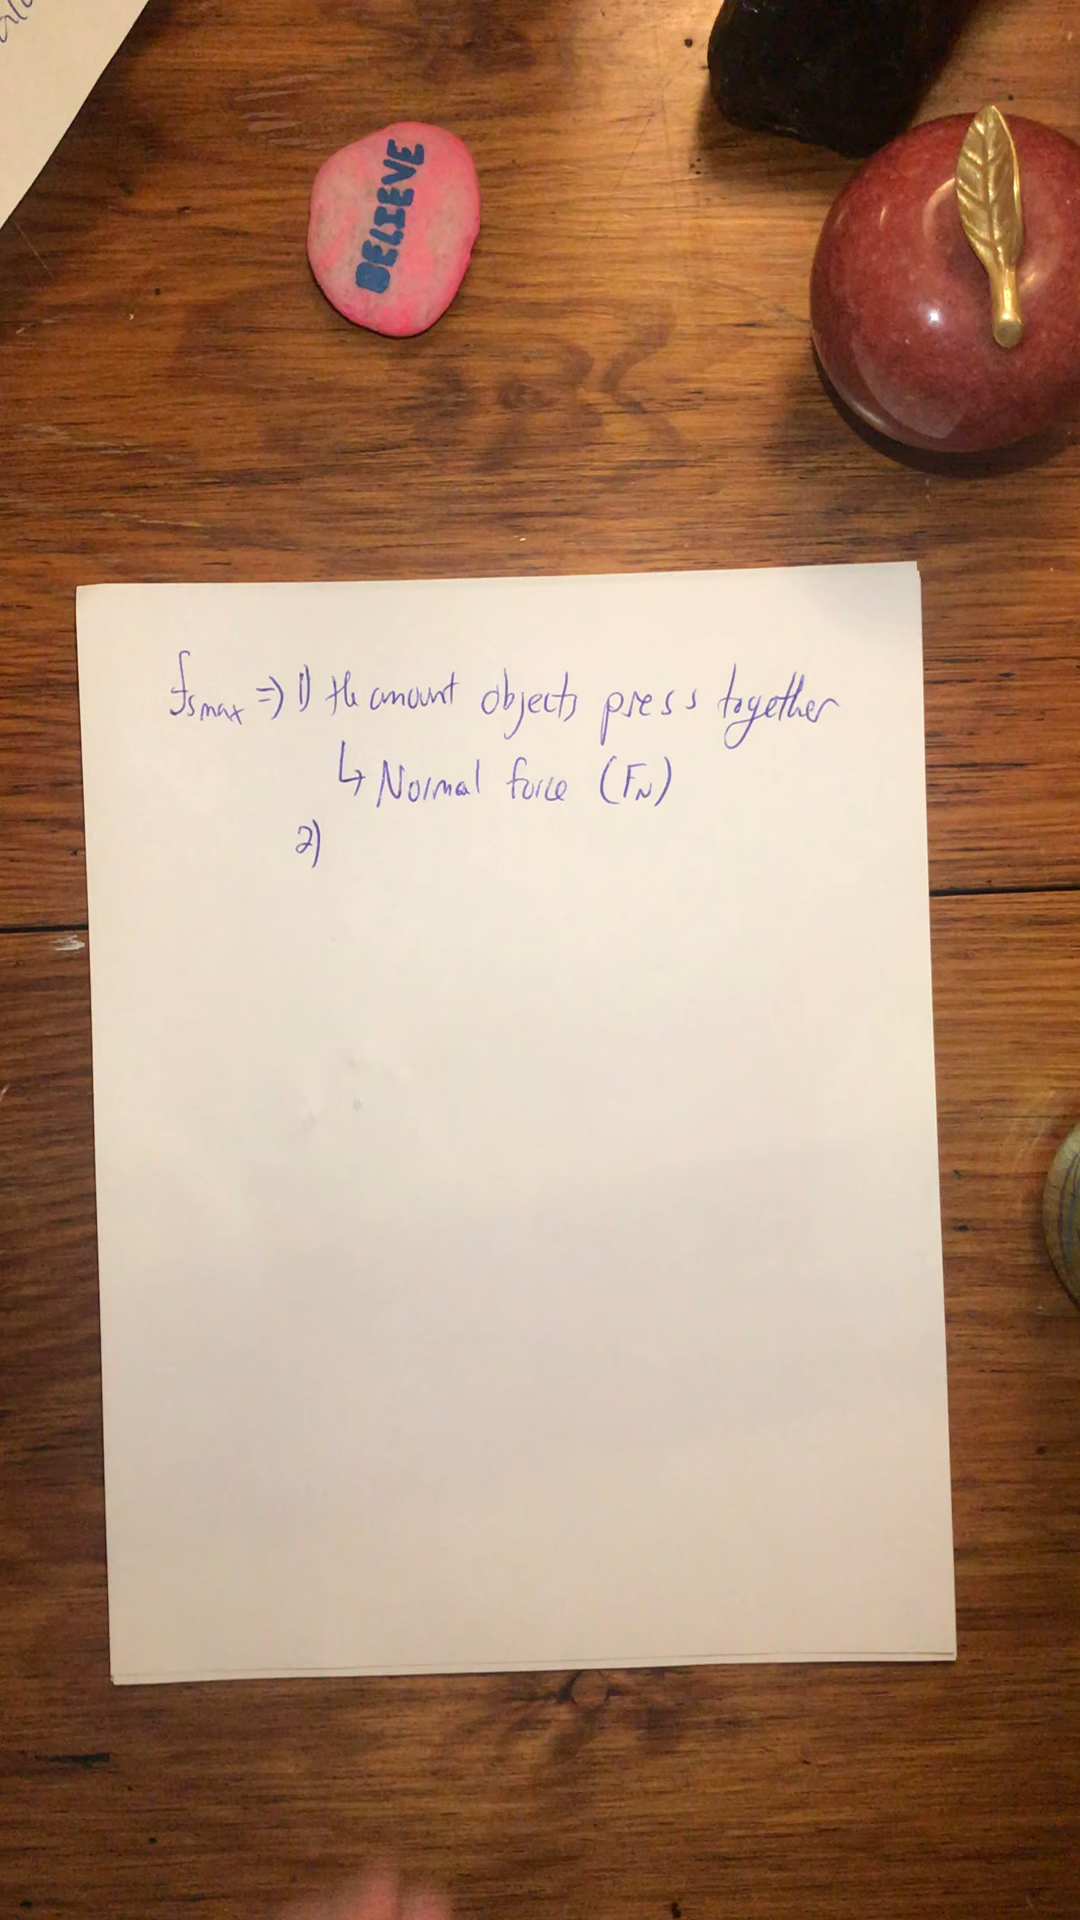 BELIEVE
fsmax => 1) the amount objects press together
↳ Normal force (FN)
2)